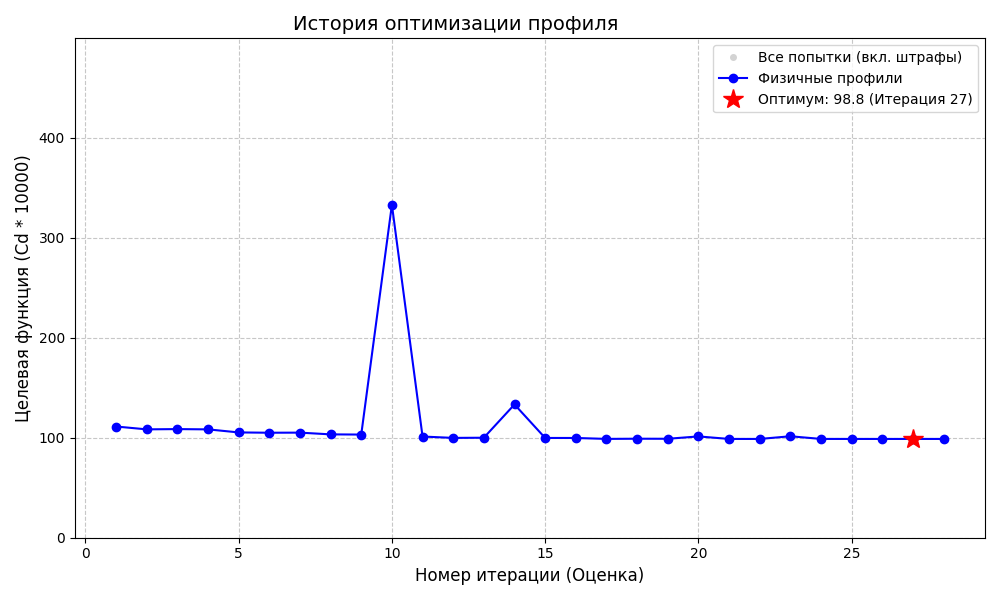 История оптимизации профиля
Все попытки (вкл. штрафы)
Физичные профили
Оптимум: 98.8 (Итерация 27)
Целевая функция (Cd * 10000)
400
300
200
100
0
0 5 10 15 20 25
Номер итерации (Оценка)